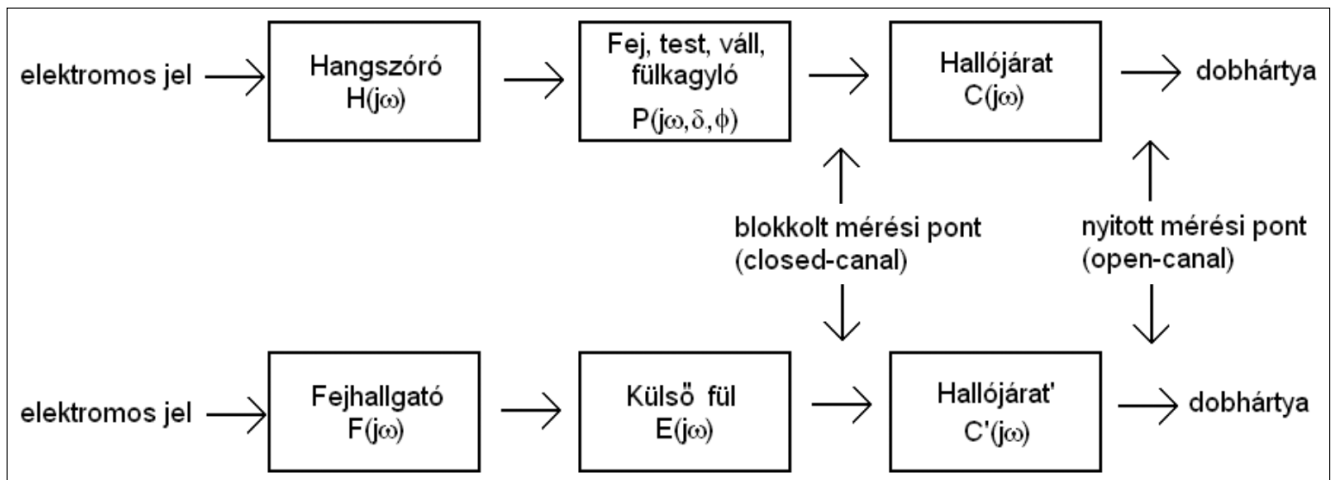 elektromos jel
Hangszóró
H(jω)
Fej, test, váll,
fülkagyló
P(jω,δ,ϕ)
Hallójárat
C(jω)
dobhártya
blokkolt mérési pont
(closed-canal)
nyitott mérési pont
(open-canal)
elektromos jel
Fejhallgató
F(jω)
Külső fül
E(jω)
Hallójárat'
C'(jω)
dobhártya